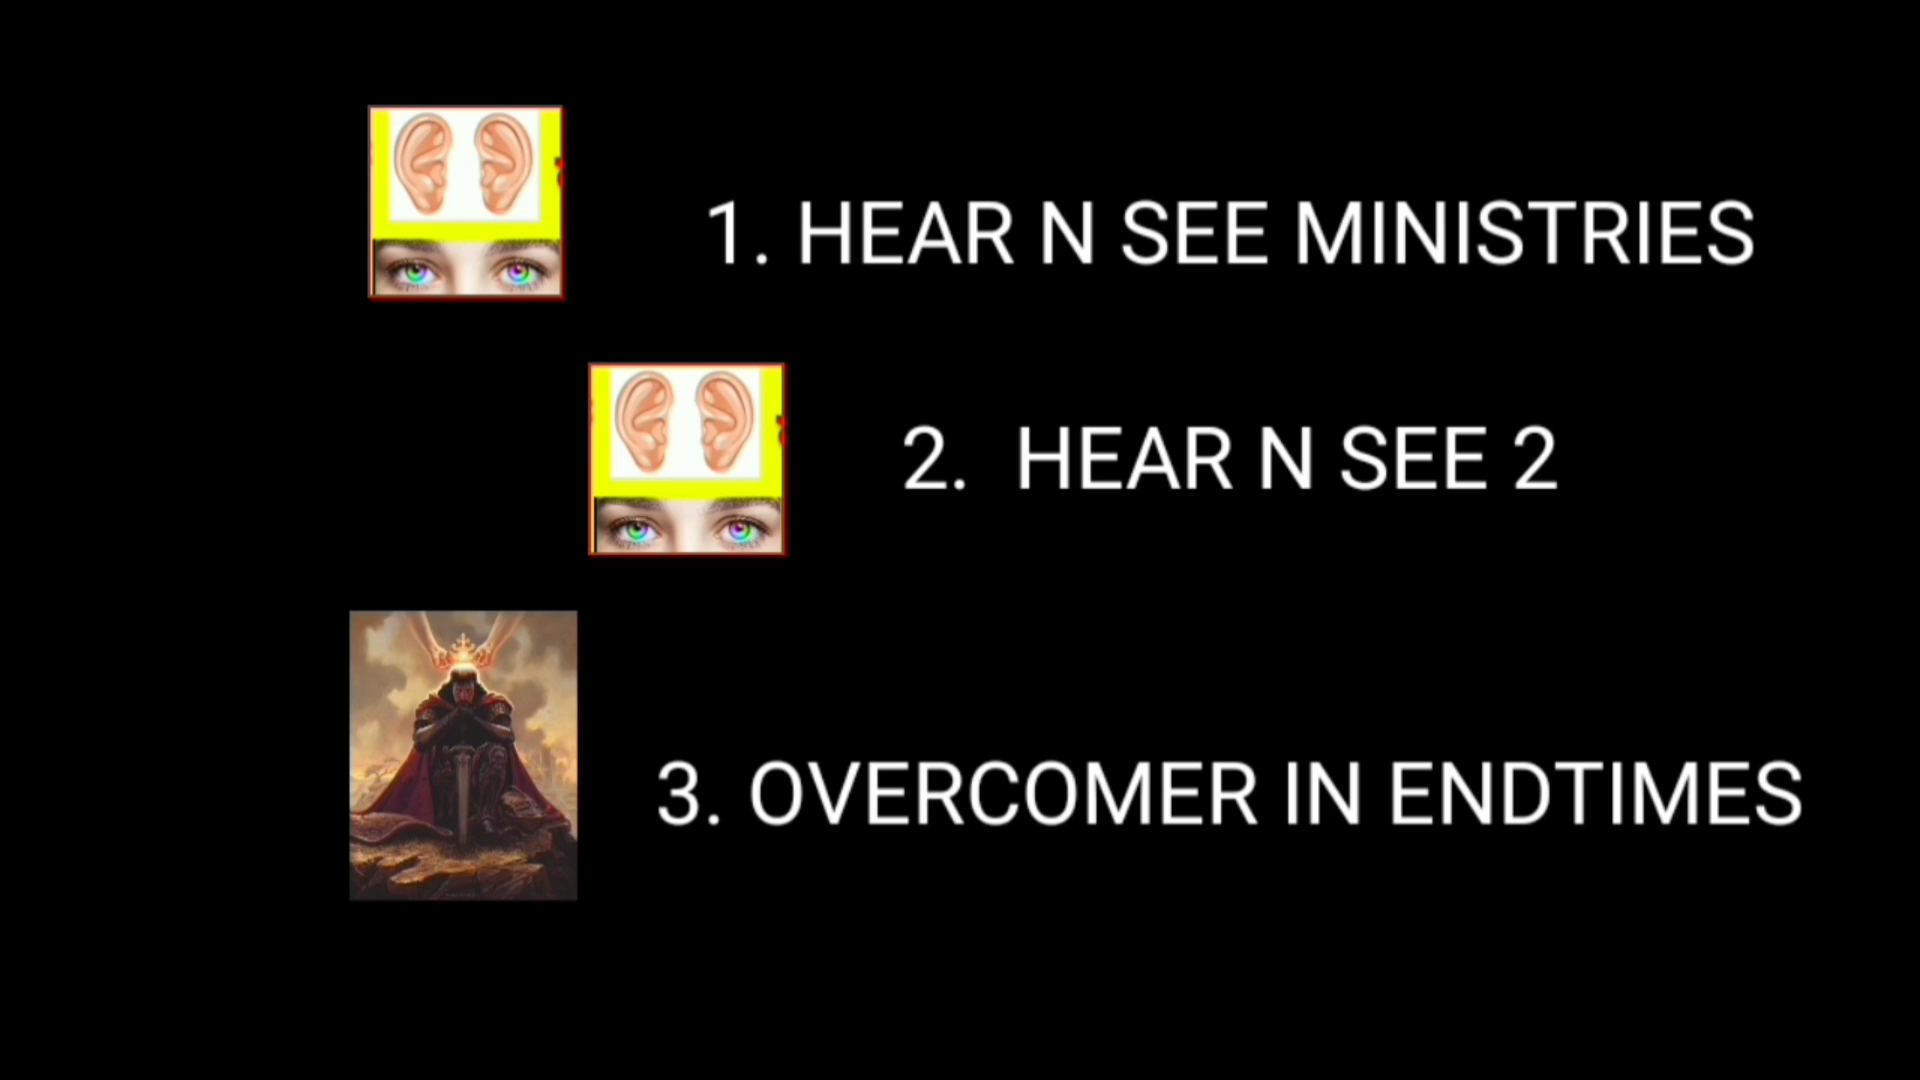 1. HEAR N SEE MINISTRIES
2. HEAR N SEE 2
3. OVERCOMER IN ENDTIMES